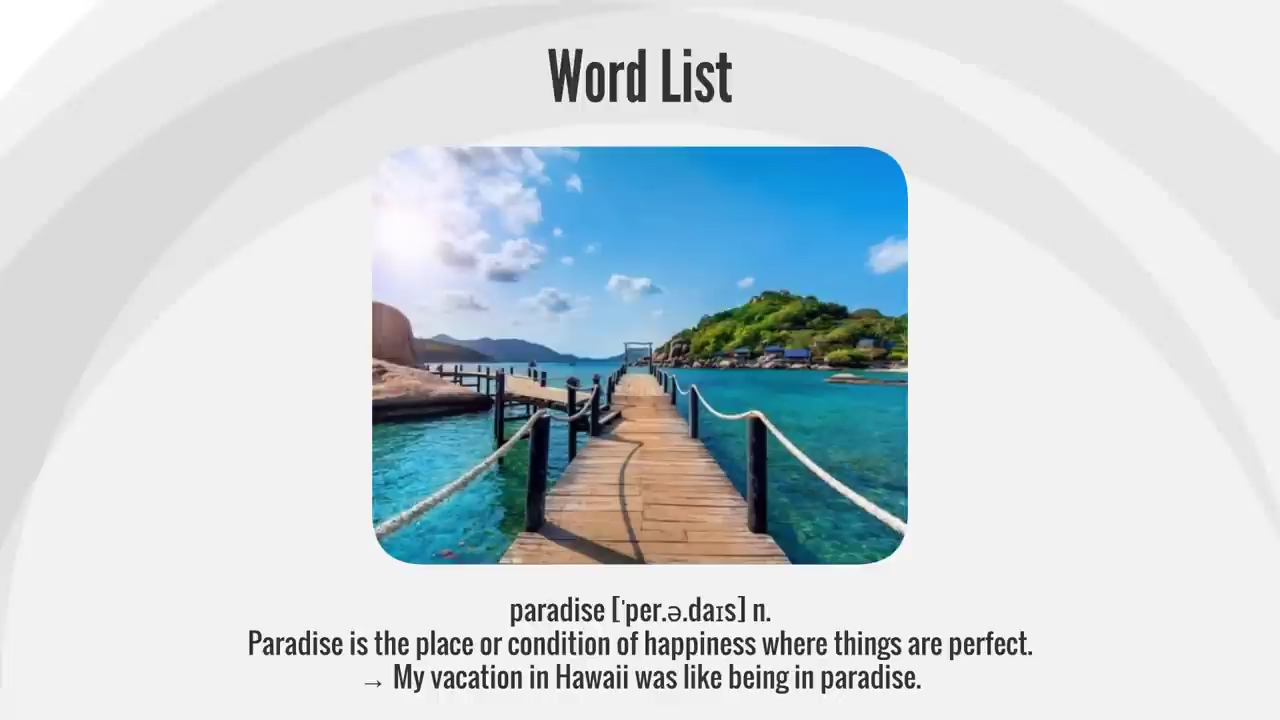 Word List
paradise [ˈper.ə.daɪs] n.
Paradise is the place or condition of happiness where things are perfect.
→ My vacation in Hawaii was like being in paradise.